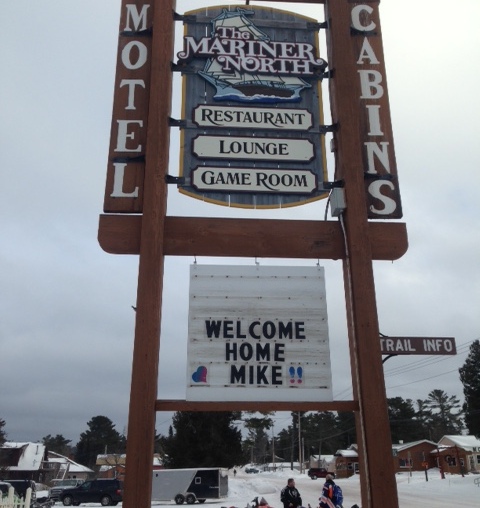 MOTEL
The
MARINER
NORTH
RESTAURANT
LOUNGE
GAME ROOM
CABINS
WELCOME
HOME
MIKE !!
TRAIL INFO